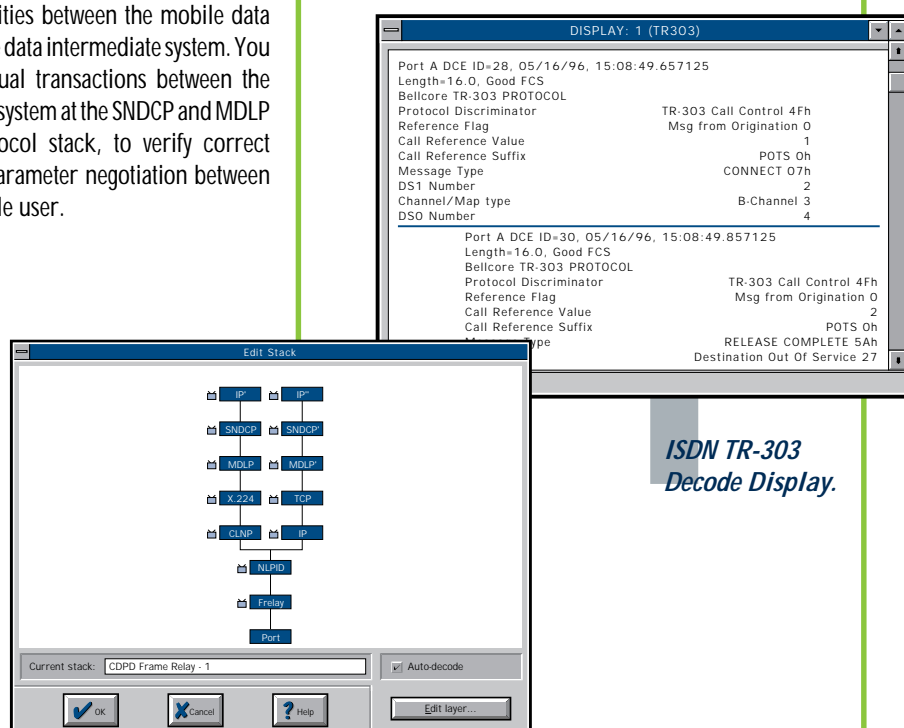 ities between the mobile data
data intermediate system. You
ual transactions between the
system at the SNDCP and MDLP
ocol stack, to verify correct
arameter negotiation between
le user.
DISPLAY: 1 (TR303)
Port A DCE ID=28, 05/16/96, 15:08:49.657125
Length=16.0, Good FCS
Bellcore TR-303 PROTOCOL
Protocol Discriminator TR-303 Call Control 4Fh
Reference Flag Msg from Origination 0
Call Reference Value 1
Call Reference Suffix POTS 0h
Message Type CONNECT 07h
DS1 Number 2
Channel/Map type B-Channel 3
DS0 Number 4
Port A DCE ID=30, 05/16/96, 15:08:49.857125
Length=16.0, Good FCS
Bellcore TR-303 PROTOCOL
Protocol Discriminator TR-303 Call Control 4Fh
Reference Flag Msg from Origination 0
Call Reference Value 2
Call Reference Suffix POTS 0h
Type RELEASE COMPLETE 5Ah
Destination Out Of Service 27
ISDN TR-303
Decode Display.
Edit Stack
IP' IP"
SNDCP SNDCP'
MDLP MDLP'
X.224 TCP
CLNP IP
NLPID
Frelay
Port
Current stack: CDPD Frame Relay - 1 Auto-decode
OK Cancel ? Help Edit layer...